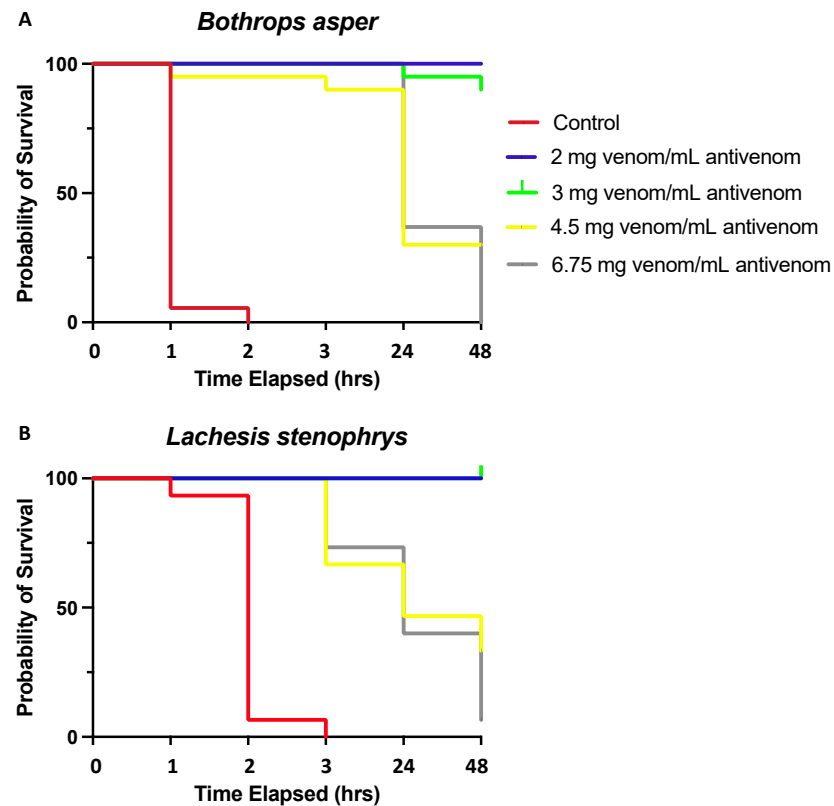 A
Bothrops asper
100
50
0
Probability of Survival
0 1 2 3 24 48
Time Elapsed (hrs)
Control
2 mg venom/mL antivenom
3 mg venom/mL antivenom
4.5 mg venom/mL antivenom
6.75 mg venom/mL antivenom
B
Lachesis stenophrys
100
50
0
Probability of Survival
0 1 2 3 24 48
Time Elapsed (hrs)